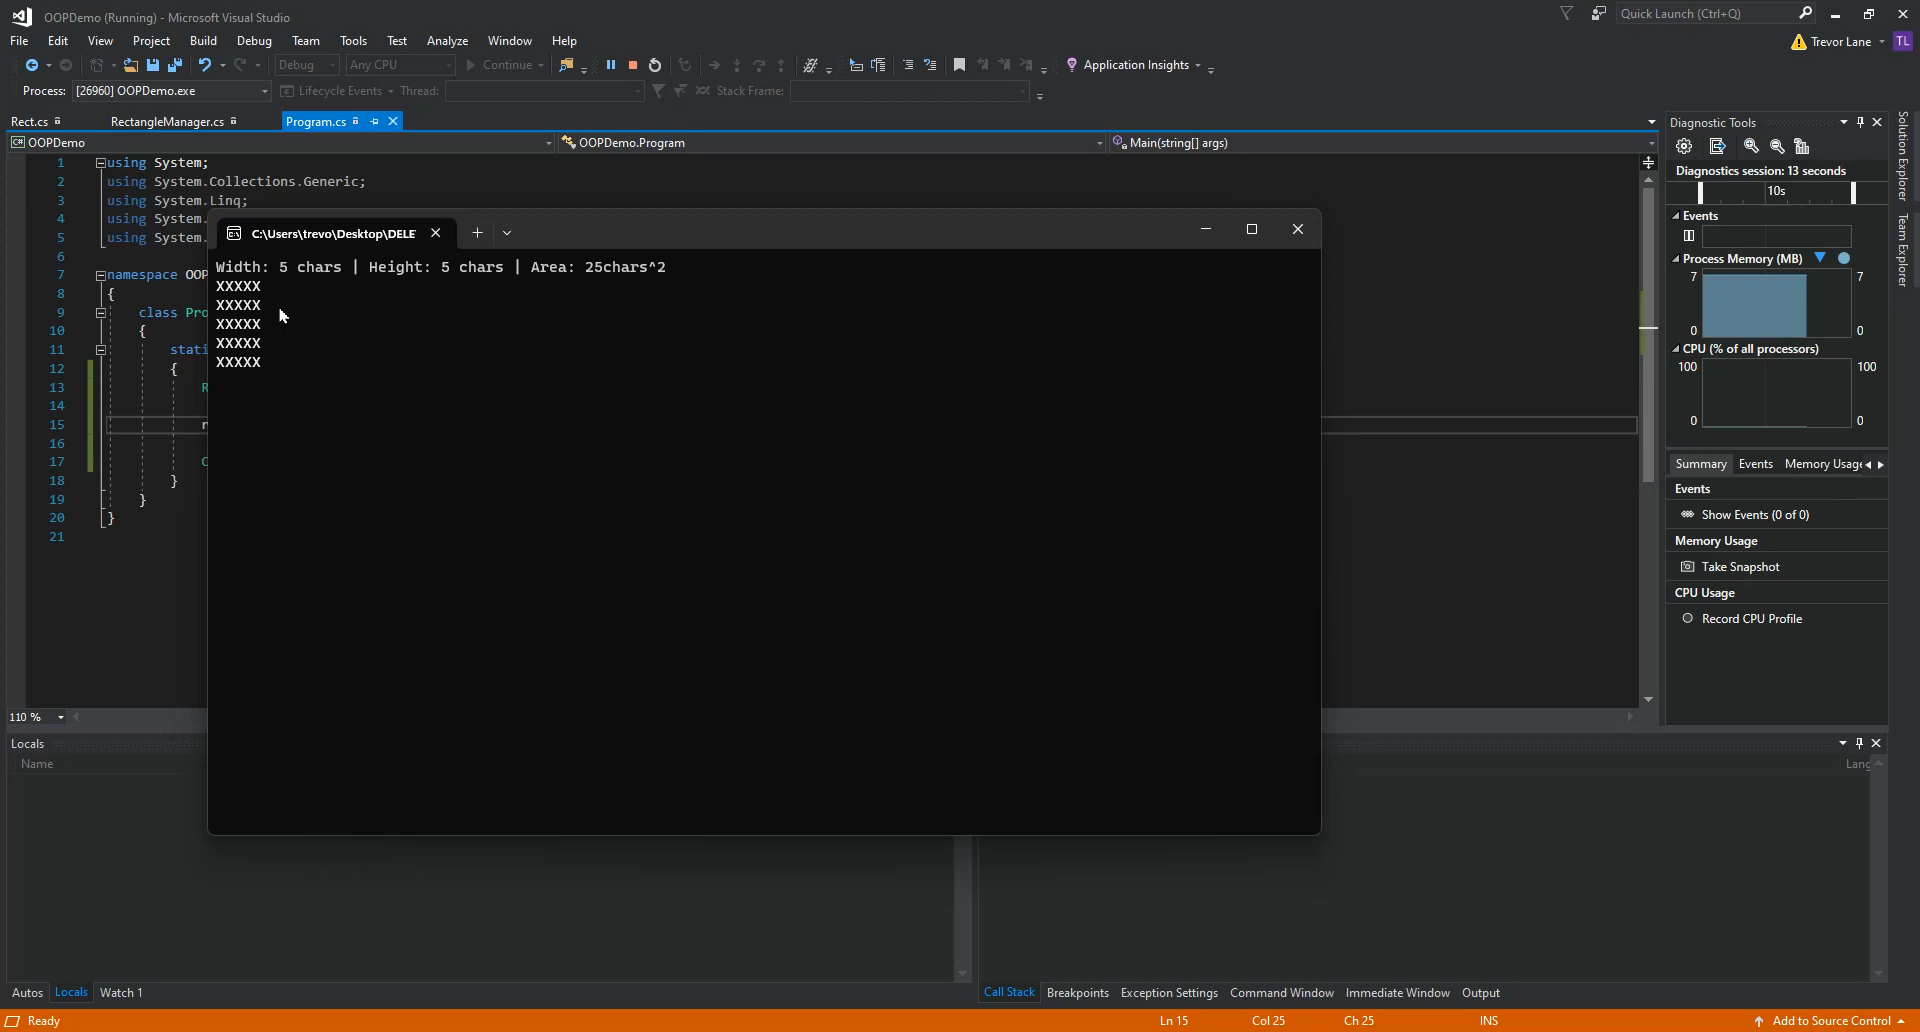 OOPDemo (Running) - Microsoft Visual Studio
Quick Launch (Ctrl+Q)
File Edit View Project Build Debug Team Tools Test Analyze Window Help
Trevor Lane TL
Debug Any CPU Continue Application Insights
Process: [26960] OOPDemo.exe Lifecycle Events Thread: Stack Frame:
Rect.cs RectangleManager.cs Program.cs
OOPDemo OOPDemo.Program Main(string[] args)
1 using System;
2 using System.Collections.Generic;
3 using System.Linq;
4 using System.
5 using System.
6
7 namespace OOP
8 {
9 class Pro
10 {
11 stati
12 {
13 R
14
15 r
16
17 C
18 }
19 }
20 }
21
C:\Users\trevo\Desktop\DELE
Width: 5 chars | Height: 5 chars | Area: 25chars^2
XXXXX
XXXXX
XXXXX
XXXXX
XXXXX
Diagnostic Tools
Diagnostics session: 13 seconds
10s
Events
Process Memory (MB)
7 7
0 0
CPU (% of all processors)
100 100
0 0
Summary Events Memory Usage
Events
Show Events (0 of 0)
Memory Usage
Take Snapshot
CPU Usage
Record CPU Profile
Solution Explorer
Team Explorer
110 %
Locals
Name
Lang
Autos Locals Watch 1
Call Stack Breakpoints Exception Settings Command Window Immediate Window Output
Ready Ln 15 Col 25 Ch 25 INS Add to Source Control